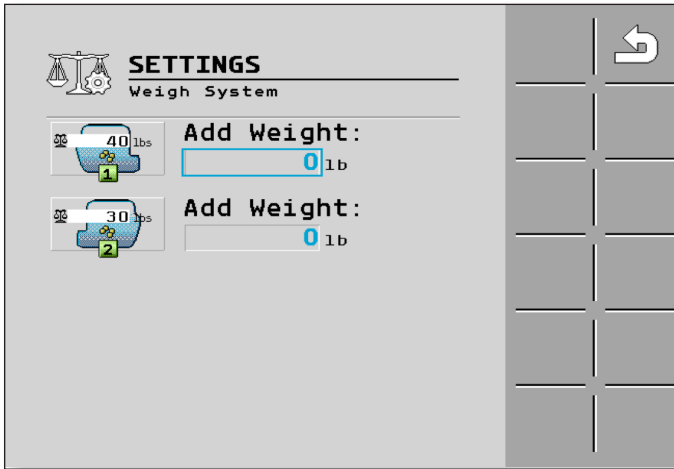 SETTINGS
Weigh System
40 lbs
Add Weight:
1
0 lb
30 lbs
Add Weight:
2
0 lb